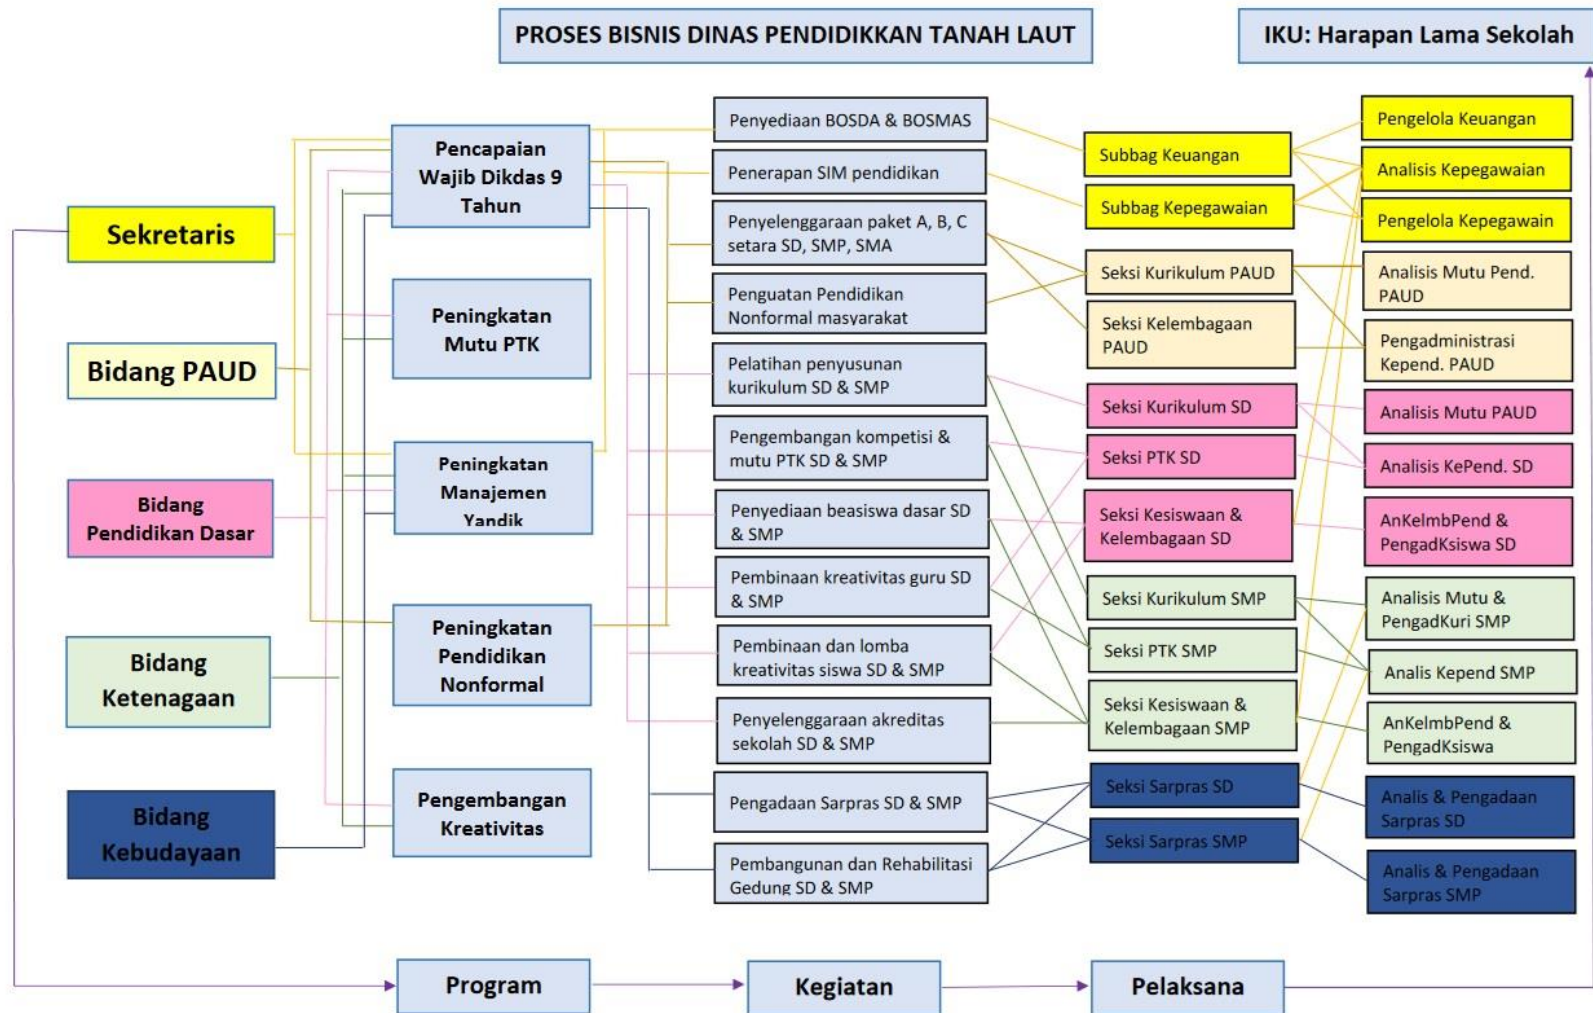 PROSES BISNIS DINAS PENDIDIKKAN TANAH LAUT
IKU: Harapan Lama Sekolah
Sekretaris
Bidang PAUD
Bidang
Pendidikan Dasar
Bidang
Ketenagaan
Bidang
Kebudayaan
Pencapaian
Wajib Dikdas 9
Tahun
Peningkatan
Mutu PTK
Peningkatan
Manajemen
Yandik
Peningkatan
Pendidikan
Nonformal
Pengembangan
Kreativitas
Penyediaan BOSDA & BOSMAS
Penerapan SIM pendidikan
Penyelenggaraan paket A, B, C
setara SD, SMP, SMA
Penguatan Pendidikan
Nonformal masyarakat
Pelatihan penyusunan
kurikulum SD & SMP
Pengembangan kompetisi &
mutu PTK SD & SMP
Penyediaan beasiswa dasar SD
& SMP
Pembinaan kreativitas guru SD
& SMP
Pembinaan dan lomba
kreativitas siswa SD & SMP
Penyelenggaraan akreditas
sekolah SD & SMP
Pengadaan Sarpras SD & SMP
Pembangunan dan Rehabilitasi
Gedung SD & SMP
Subbag Keuangan
Subbag Kepegawaian
Seksi Kurikulum PAUD
Seksi Kelembagaan
PAUD
Seksi Kurikulum SD
Seksi PTK SD
Seksi Kesiswaan &
Kelembagaan SD
Seksi Kurikulum SMP
Seksi PTK SMP
Seksi Kesiswaan &
Kelembagaan SMP
Seksi Sarpras SD
Seksi Sarpras SMP
Pengelola Keuangan
Analisis Kepegawaian
Pengelola Kepegawain
Analisis Mutu Pend.
PAUD
Pengadministrasi
Kepend. PAUD
Analisis Mutu PAUD
Analisis KePend. SD
AnKelmbPend &
PengadKsiswa SD
Analisis Mutu &
PengadKuri SMP
Analis Kepend SMP
AnKelmbPend &
PengadKsiswa
Analis & Pengadaan
Sarpras SD
Analis & Pengadaan
Sarpras SMP
Program
Kegiatan
Pelaksana